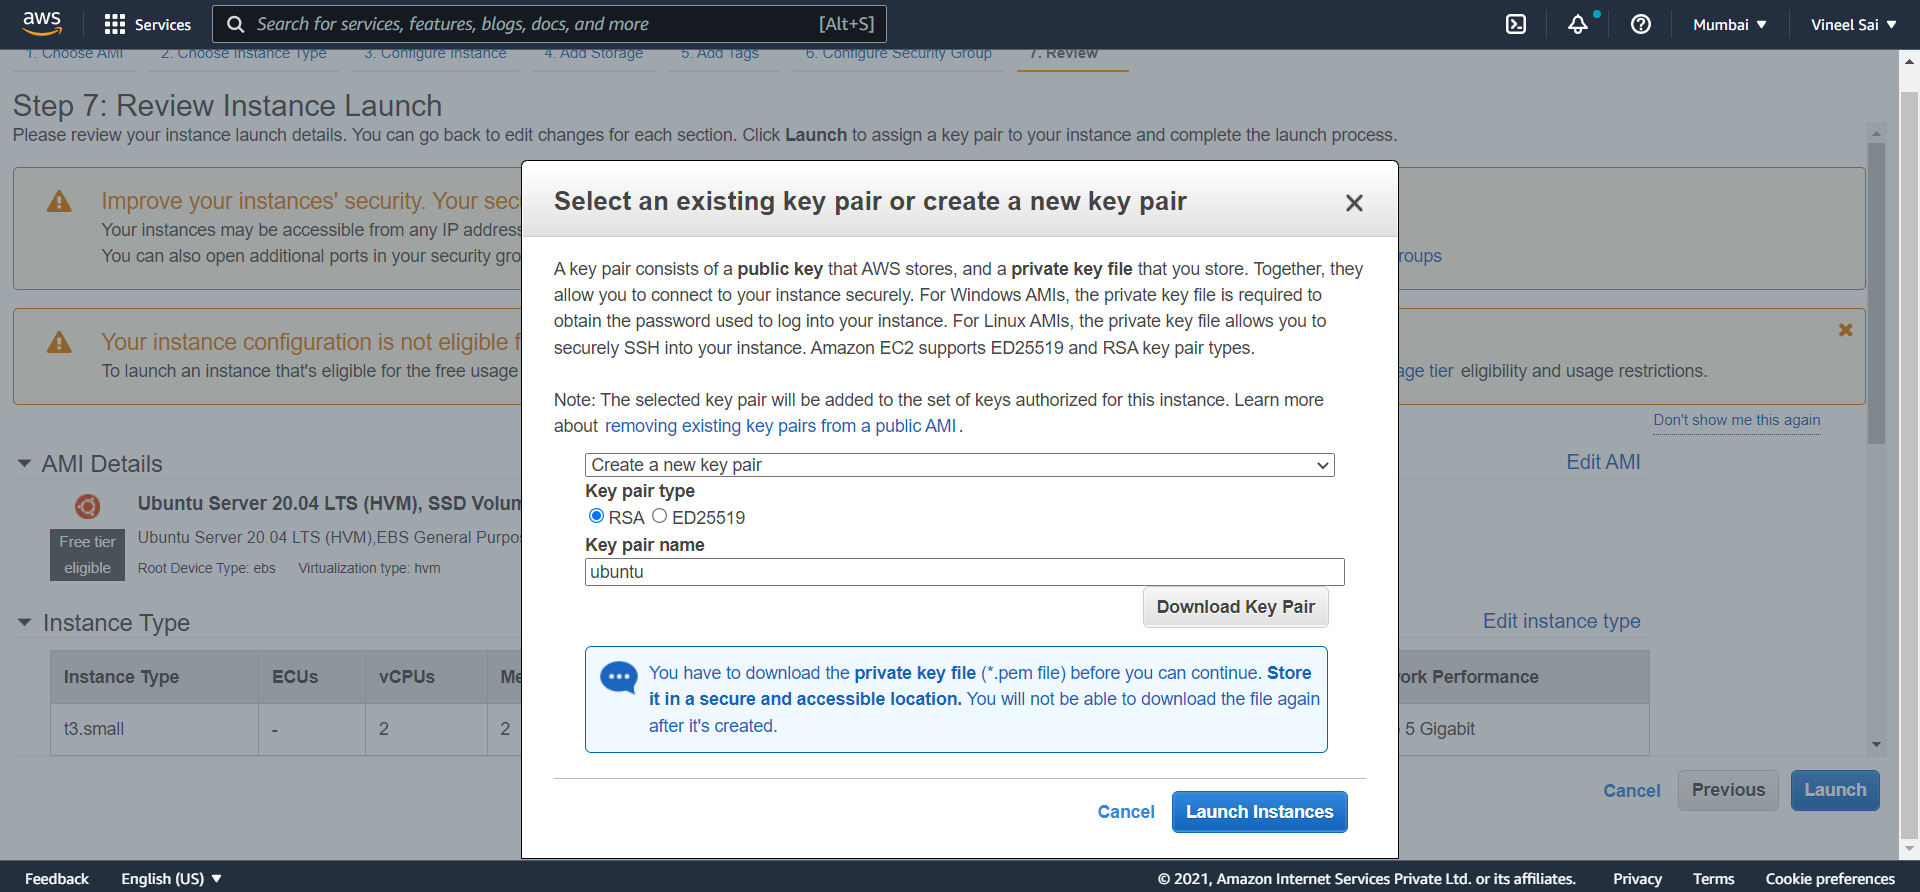 aws
Services
Search for services, features, blogs, docs, and more
[Alt+S]
Mumbai
Vineel Sai
1. Choose AMI
2. Choose Instance Type
3. Configure Instance
4. Add Storage
5. Add Tags
6. Configure Security Group
7. Review
Step 7: Review Instance Launch
Please review your instance launch details. You can go back to edit changes for each section. Click Launch to assign a key pair to your instance and complete the launch process.
Improve your instances' security. Your sec
Your instances may be accessible from any IP address
You can also open additional ports in your security gro
roups
Your instance configuration is not eligible f
To launch an instance that's eligible for the free usage
age tier eligibility and usage restrictions.
Don't show me this again
AMI Details
Edit AMI
Ubuntu Server 20.04 LTS (HVM), SSD Volum
Free tier
eligible
Ubuntu Server 20.04 LTS (HVM),EBS General Purpos
Root Device Type: ebs Virtualization type: hvm
Instance Type
Edit instance type
Instance Type ECUs vCPUs Me
ork Performance
t3.small - 2 2
5 Gigabit
Cancel
Previous
Launch
Select an existing key pair or create a new key pair
A key pair consists of a public key that AWS stores, and a private key file that you store. Together, they
allow you to connect to your instance securely. For Windows AMIs, the private key file is required to
obtain the password used to log into your instance. For Linux AMIs, the private key file allows you to
securely SSH into your instance. Amazon EC2 supports ED25519 and RSA key pair types.
Note: The selected key pair will be added to the set of keys authorized for this instance. Learn more
about removing existing key pairs from a public AMI.
Create a new key pair
Key pair type
RSA ED25519
Key pair name
ubuntu
Download Key Pair
You have to download the private key file (*.pem file) before you can continue. Store
it in a secure and accessible location. You will not be able to download the file again
after it's created.
Cancel
Launch Instances
Feedback
English (US)
© 2021, Amazon Internet Services Private Ltd. or its affiliates.
Privacy
Terms
Cookie preferences